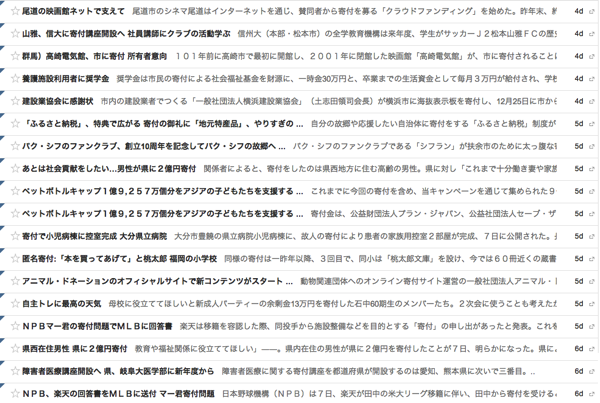 尾道の映画館ネットで支えて 尾道市のシネマ尾道はインターネットを通じ、賛同者から寄付を募る「クラウドファンディング」を始めた。昨年末、終 4d
山雅、信大に寄付講座開設へ 社員講師にクラブの活動学ぶ 信州大（本部・松本市）の全学教育機構は来年度、学生がサッカーＪ２松本山雅ＦＣの歴史 4d
群馬）高崎電気館、市に寄付 所有者意向 １０１年前に高崎市で最初に開館し、２００１年に閉館した映画館「高崎電気館」が、市に寄付されることに 4d
養護施設利用者に奨学金 奨学金は市民の寄付による社会福祉基金を財源に、一時金30万円と、卒業までの生活資金として毎月３万円が給付され、学校 4d
建設業協会に感謝状 市内の建設業者でつくる「一般社団法人横浜建設業協会」（土志田領司会長）が横浜市に海抜表示板を寄付し、12月25日に市から 4d
「ふるさと納税」、特典で広がる 寄付の御礼に「地元特産品」、やりすぎの ... 自分の故郷や応援したい自治体に寄付をする「ふるさと納税」制度が 5d
パク・シフのファンクラブ、創立10周年を記念してパク・シフの故郷へ ... パク・シフのファンクラブである「シフラン」が扶余市のために太っ腹な寄 5d
あとは社会貢献をしたい…男性が県に２億円寄付 関係者によると、寄付をしたのは県西地方に住む高齢の男性。県に対し「これまで十分働き妻や家族 5d
ペットボトルキャップ１億９,２５７万個分をアジアの子どもたちを支援する ... これまでに今回の寄付を含め、当キャンペーンを通じて集められた９ 5d
ペットボトルキャップ１億９,２５７万個分をアジアの子どもたちを支援する ... 寄付金は、公益財団法人プラン・ジャパン、公益社団法人セーブ・ザ 5d
寄付で小児病棟に控室完成 大分県立病院 大分市豊饒の県立病院小児病棟に、故人の寄付により患者の家族用控室２部屋が完成、７日に公開された。 5d
匿名寄付:「本を買ってあげて」と桃太郎 福岡の小学校 同様の寄付は一昨年以降、３回目で、同小は「桃太郎文庫」を設け、今では６０冊近くの蔵書 5d
アニマル・ドネーションのオフィシャルサイトで新コンテンツがスタート ... 動物関連団体へのオンライン寄付サイト運営の一般社団法人アニマル・ 5d
自主トレに最高の天気 母校に役立ててほしいと新成人パーティーの余剰金13万円を寄付した石中60期生のメンバーたち。２次会に使うことも考えたが 5d
ＮＰＢマー君の寄付問題でＭＬＢに回答書 楽天は移籍を容認した際、同投手から施設整備などを目的とする「寄付」の申し出があったと発表。これを 5d
県西在住男性 県に２億円寄付 教育や福祉関係に役立ててほしい」――。県内在住の男性が県に２億円を寄付したことが７日、明らかになった。県に 6d
障害者医療講座開設へ 県、岐阜大医学部に新年度から 障害者医療に関する寄付講座を都道府県が開設するのは愛知、熊本県に次いで三番目。.. 6d
ＮＰＢ、楽天の回答書をＭＬＢに送付 マー君寄付問題 日本野球機構（ＮＰＢ）は７日、楽天が田中の米大リーグ移籍に伴い、田中から寄付を受ける 6d